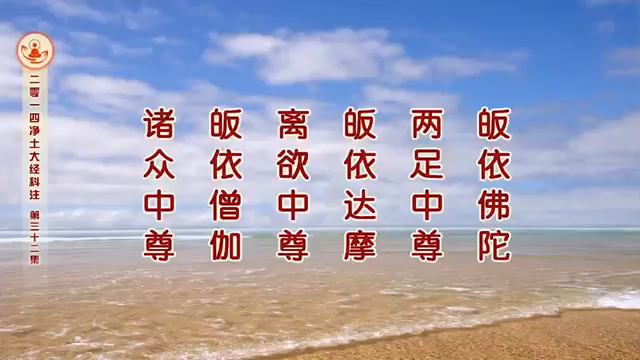 皈依佛陀
两足中尊
皈依达摩
离欲中尊
皈依僧伽
诸众中尊
二零一四净土大经科注 第三十二集